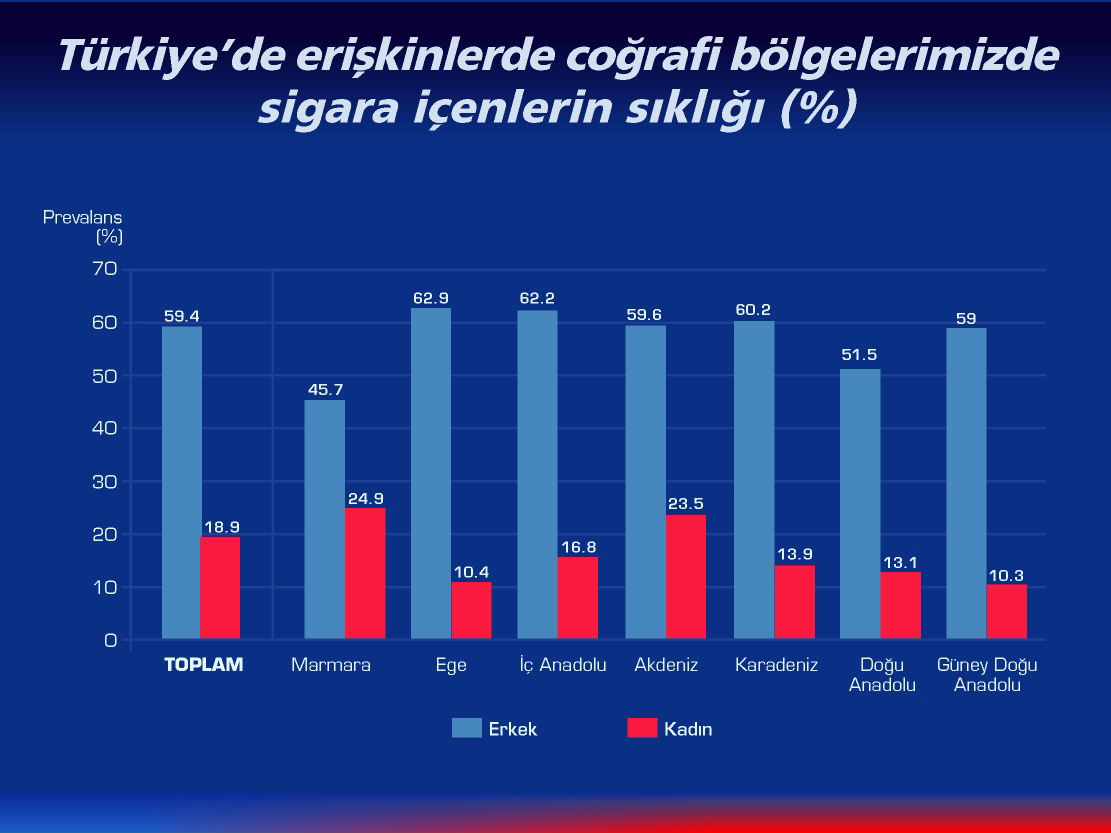 Türkiye’de erişkinlerde coğrafi bölgelerimizde
sigara içenlerin sıklığı (%)
Prevalans
(%)
70
60
50
40
30
20
10
0
59.4
18.9
45.7
24.9
62.9
10.4
62.2
16.8
59.6
23.5
60.2
13.9
51.5
13.1
59
10.3
TOPLAM
Marmara
Ege
İç Anadolu
Akdeniz
Karadeniz
Doğu
Anadolu
Güney Doğu
Anadolu
Erkek
Kadın